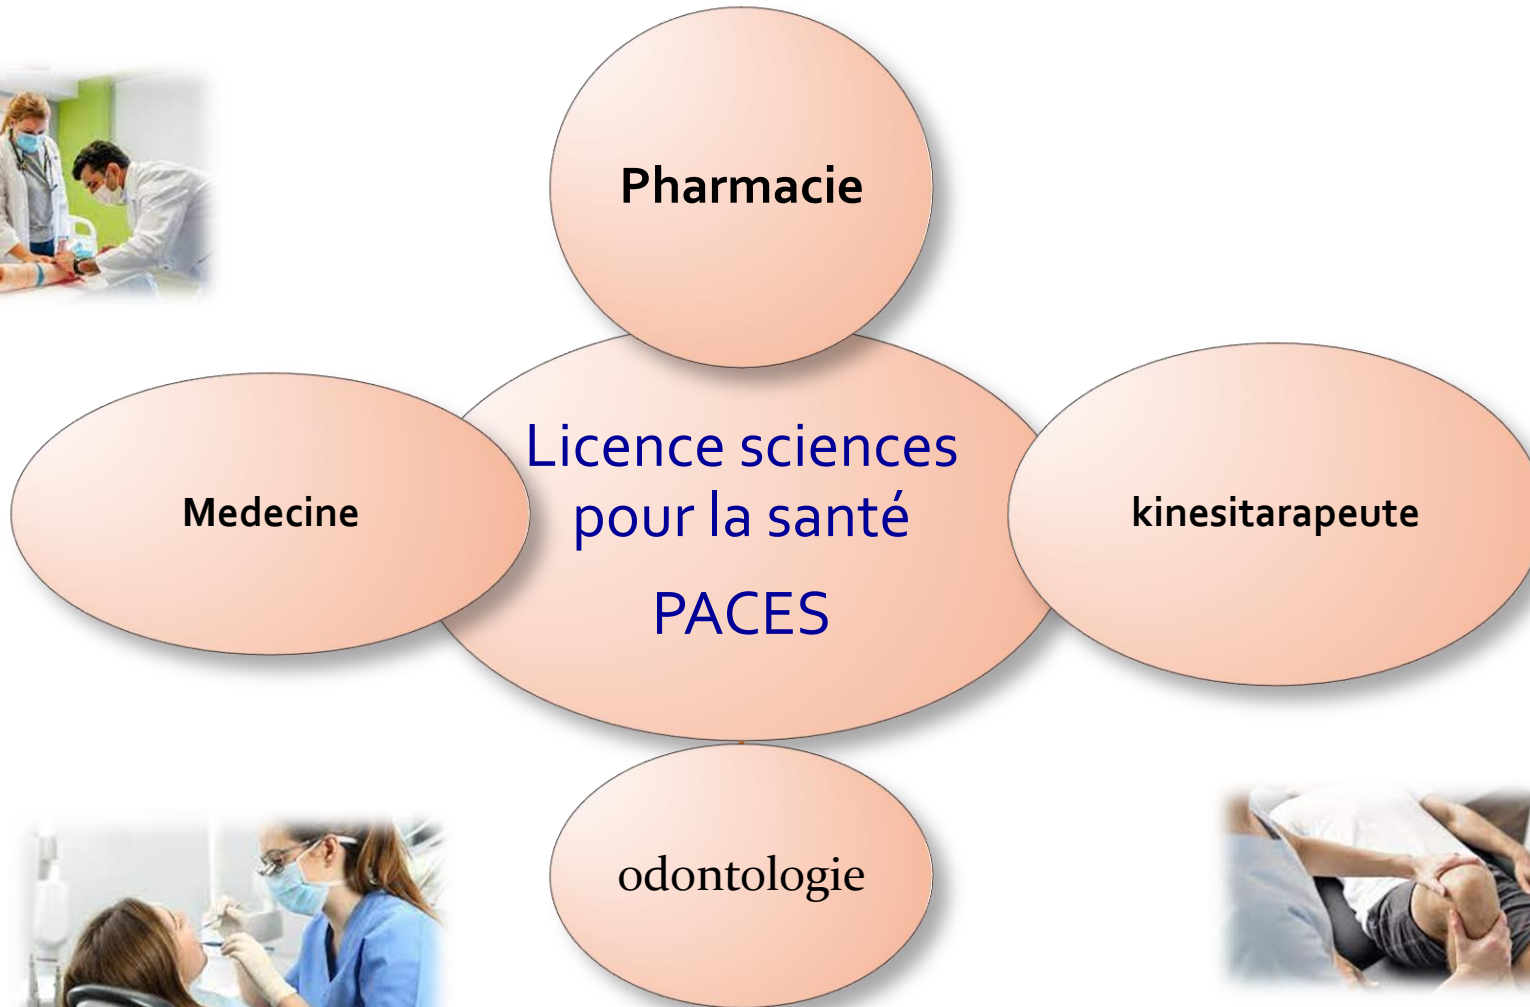 Pharmacie
Licence sciences
pour la santé
PACES
Medecine
kinesitarapeute
odontologie